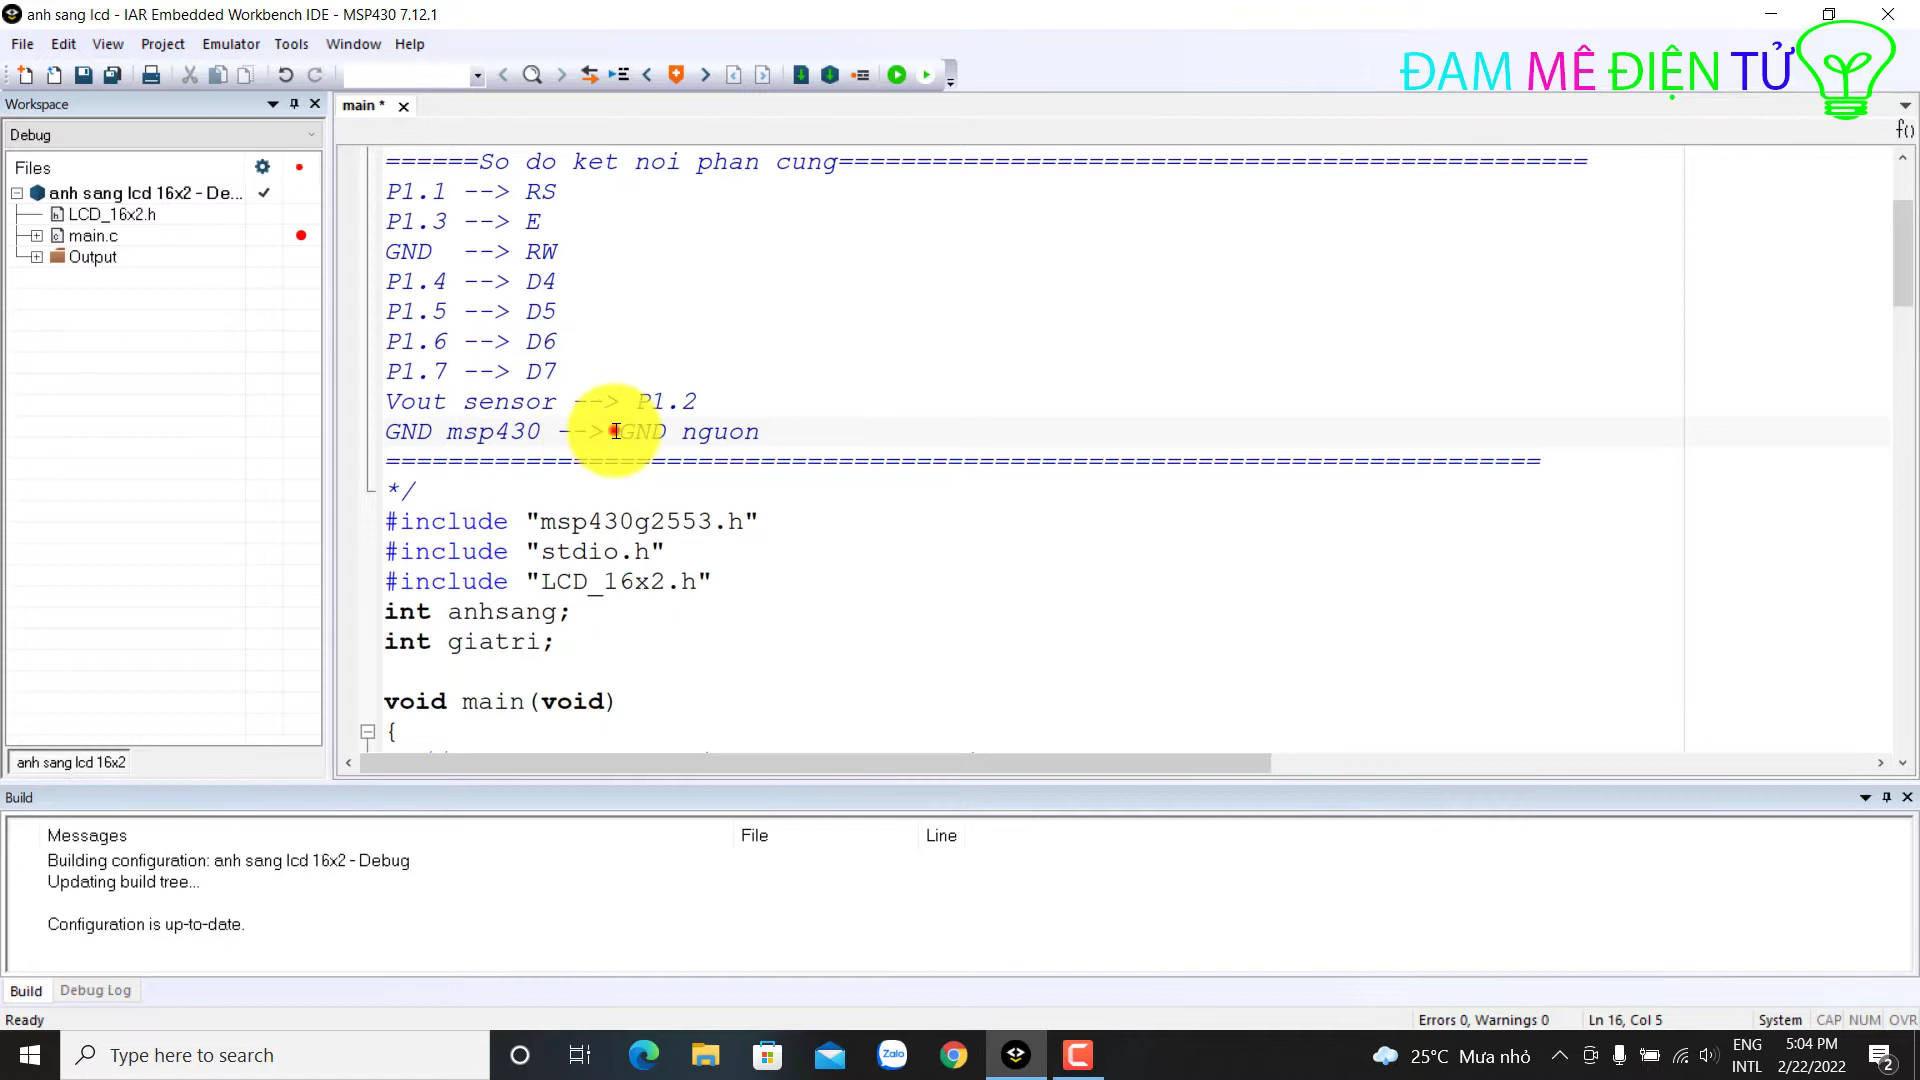 anh sang lcd - IAR Embedded Workbench IDE - MSP430 7.12.1
File Edit View Project Emulator Tools Window Help
ĐAM MÊ ĐIỆN TỬ
Workspace
main *
Debug
f()
Files
anh sang lcd 16x2 - De...
LCD_16x2.h
main.c
Output
======So do ket noi phan cung================================================
P1.1 --> RS
P1.3 --> E
GND --> RW
P1.4 --> D4
P1.5 --> D5
P1.6 --> D6
P1.7 --> D7
Vout sensor --> P1.2
GND msp430 --> GND nguon
==========================================================================
*/
#include "msp430g2553.h"
#include "stdio.h"
#include "LCD_16x2.h"
int anhsang;
int giatri;
void main(void)
{
anh sang lcd 16x2
Build
Messages File Line
Building configuration: anh sang lcd 16x2 - Debug
Updating build tree...
Configuration is up-to-date.
Build Debug Log
Ready Errors 0, Warnings 0 Ln 16, Col 5 System CAP NUM OVR
Type here to search
Zalo
25°C Mưa nhỏ
ENG
INTL
5:04 PM
2/22/2022
2